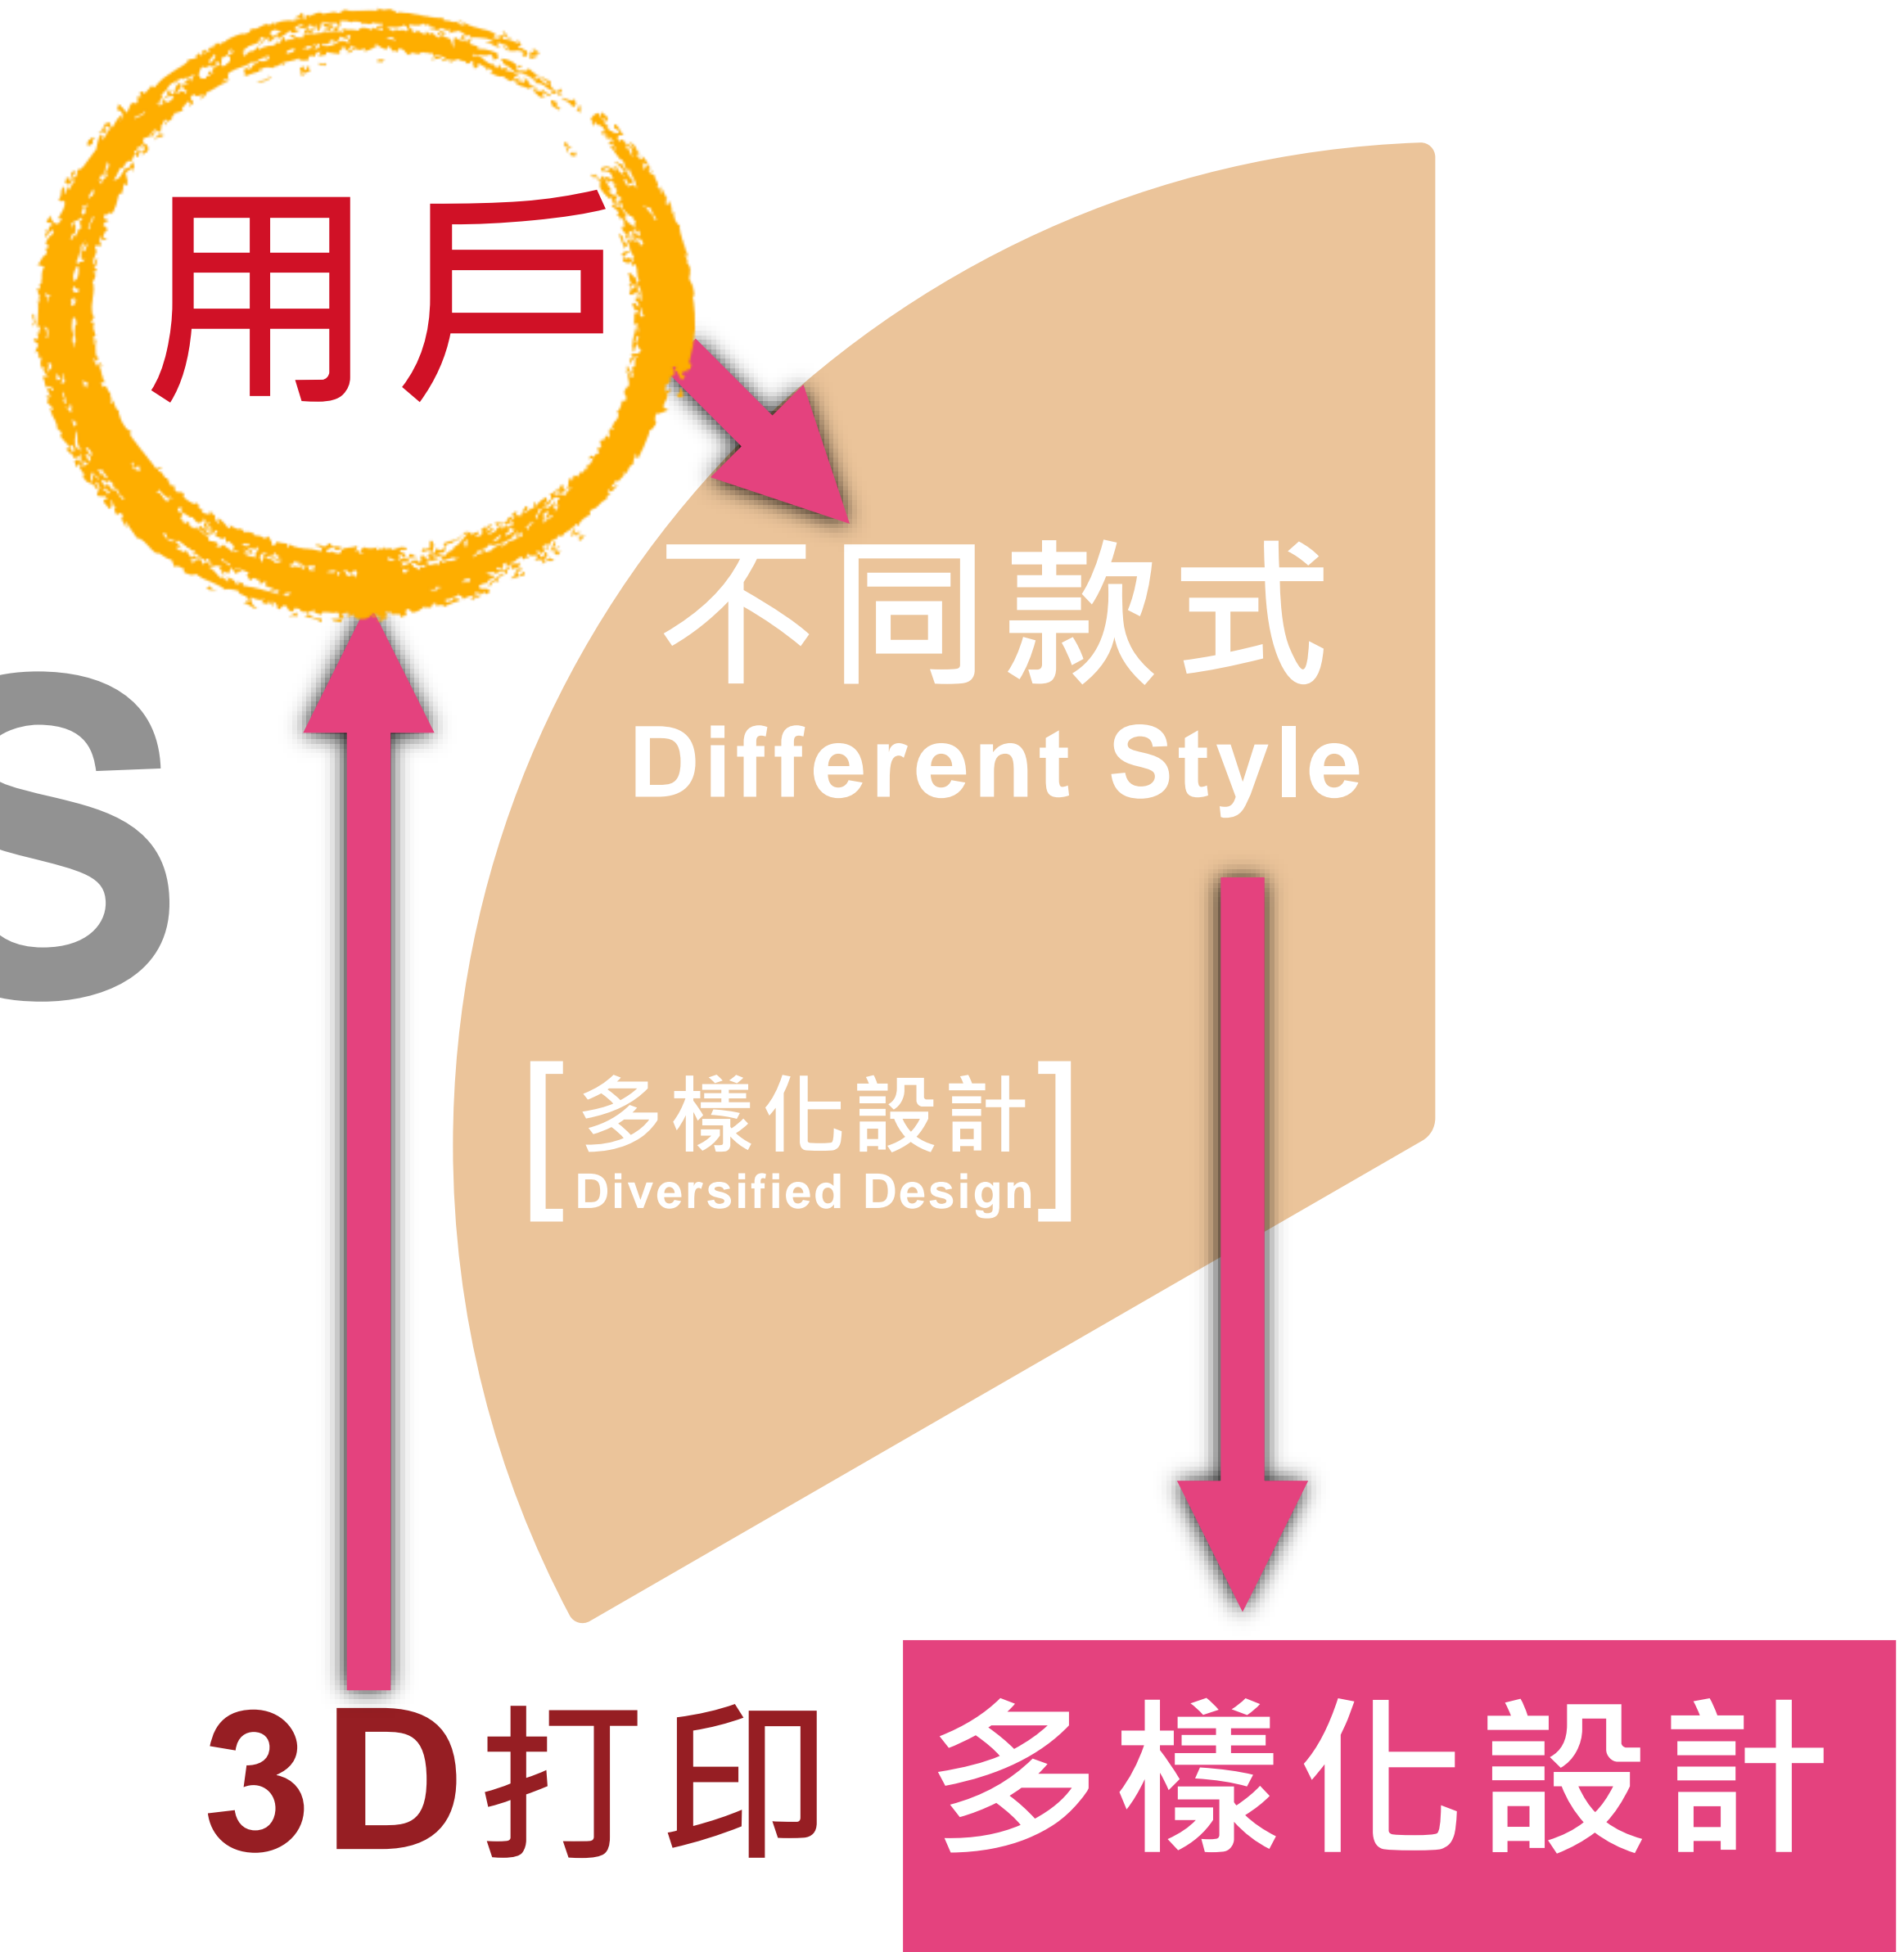 用戶
不同款式
Different Style
S
[多樣化設計
Diversified Design]
3D打印
多樣化設計